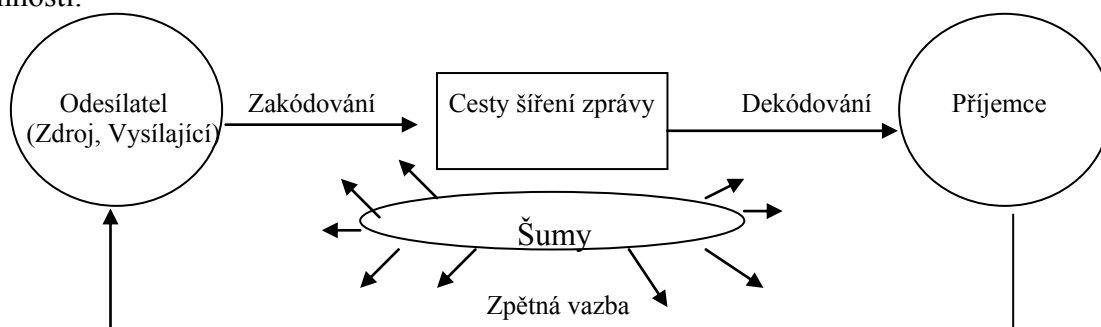 Odesílatel
(Zdroj, Vysílající)
Zakódování
Cesty šíření zprávy
Dekódování
Příjemce
Šumy
Zpětná vazba